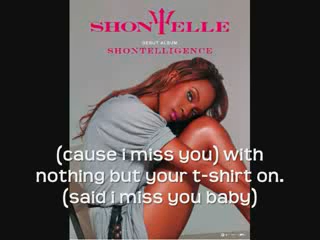 SHONTELLE
DEBUT ALBUM
SHONTELLIGENCE
(cause i miss you) with
nothing but your t-shirt on.
(said i miss you baby)